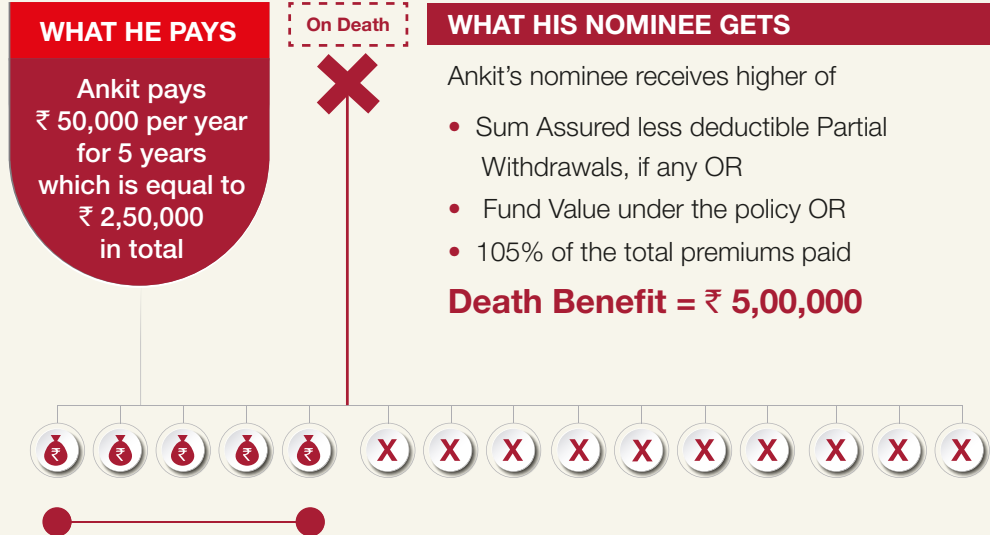 WHAT HE PAYS
Ankit pays
₹ 50,000 per year
for 5 years
which is equal to
₹ 2,50,000
in total
On Death
WHAT HIS NOMINEE GETS
Ankit’s nominee receives higher of
• Sum Assured less deductible Partial
Withdrawals, if any OR
• Fund Value under the policy OR
• 105% of the total premiums paid
Death Benefit = ₹ 5,00,000
₹ ₹ ₹ ₹ ₹ X X X X X X X X X X